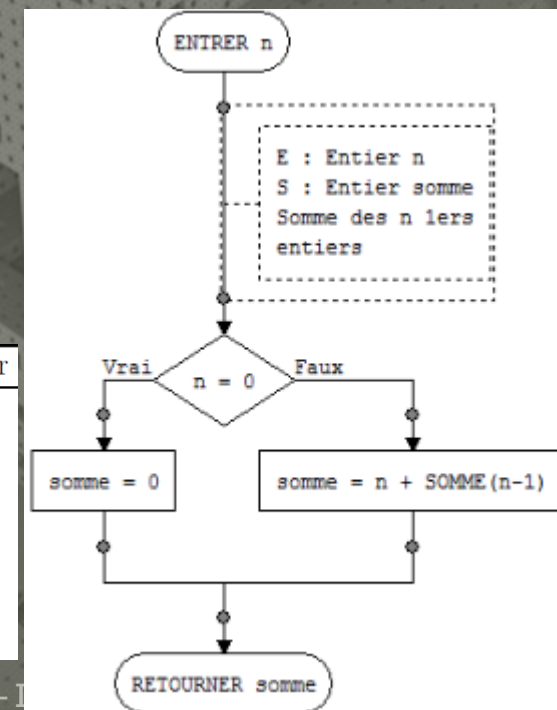 ENTRER n
E : Entier n
S : Entier somme
Somme des n 1ers
entiers
Vrai
n = 0
Faux
somme = 0
somme = n + SOMME(n-1)
RETOURNER somme